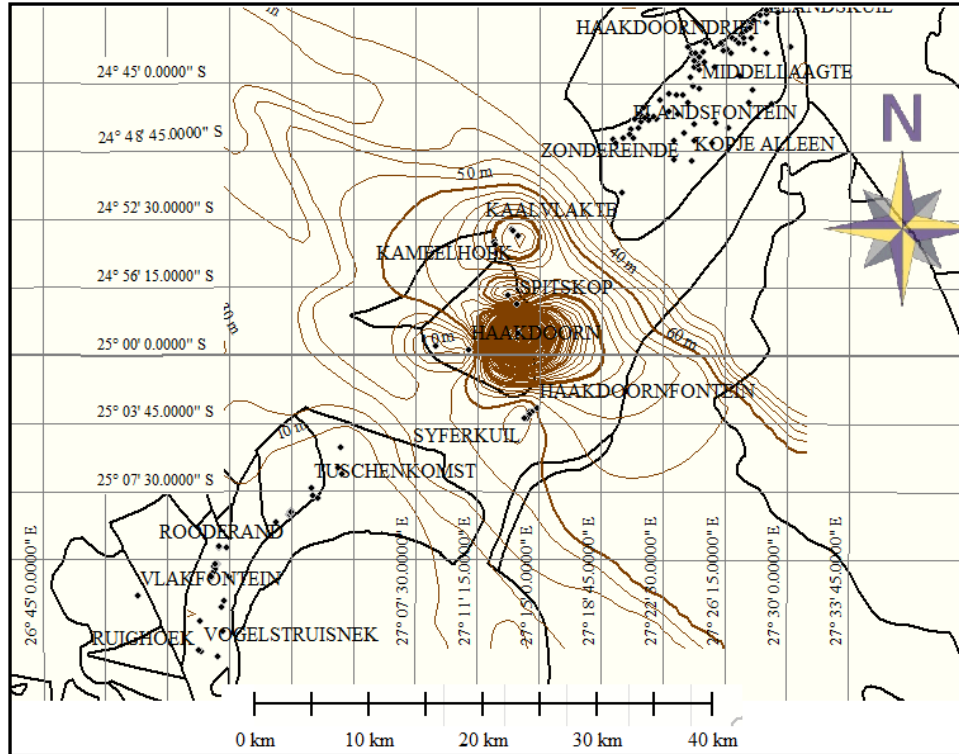 m
HAAKDOORNDRIFT
24° 45' 0.0000" S
MIDDELLAAGTE
N
24° 48' 45.0000" S
ELANDSFONTEIN
ZONDEREINDE
KOPJE ALLEEN
50 m
24° 52' 30.0000" S
KAALVLAKTE
KAMEELHOEK
40 m
24° 56' 15.0000" S
SPITSKOP
60 m
HAAKDOORN
0 m
25° 00' 0.0000" S
HAAKDOORNFONTEIN
25° 03' 45.0000" S
10 m
SYFERKUIL
TUSCHENKOMST
25° 07' 30.0000" S
ROODERAND
VLAKFONTEIN
RUIGHOEK
VOGELSTRUISNEK
26° 45' 0.0000" E
27° 07' 30.0000" E
27° 11' 15.0000" E
27° 15' 0.0000" E
27° 18' 45.0000" E
27° 22' 30.0000" E
27° 26' 15.0000" E
27° 30' 0.0000" E
27° 33' 45.0000" E
0 km
10 km
20 km
30 km
40 km